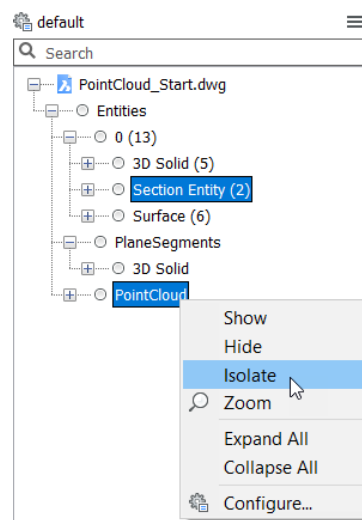 default
Search
PointCloud_Start.dwg
Entities
0 (13)
3D Solid (5)
Section Entity (2)
Surface (6)
PlaneSegments
3D Solid
PointCloud
Show
Hide
Isolate
Zoom
Expand All
Collapse All
Configure...